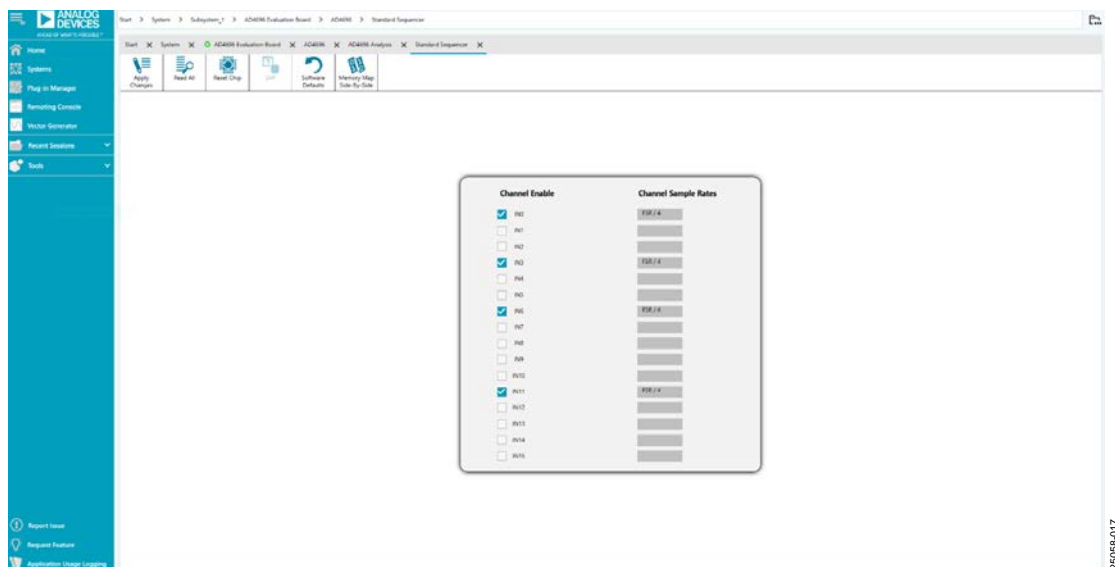 ANALOG
DEVICES
AHEAD OF WHAT'S POSSIBLE™
Start > System > Subsystem_1 > AD4696 Evaluation Board > AD4696 > Standard Sequencer
Start X System X AD4696 Evaluation Board X AD4696 X AD4696 Analysis X Standard Sequencer X
Home
Systems
Plug in Manager
Remoting Console
Vector Generator
Recent Sessions
Tools
Apply
Changes
Read All
Reset Chip
Software
Defaults
Memory Map
Side-By-Side
Channel Enable Channel Sample Rates
IN0 FSR / 4
IN1
IN2
IN3 FSR / 4
IN4
IN5
IN6 FSR / 4
IN7
IN8
IN9
IN10
IN11 FSR / 4
IN12
IN13
IN14
IN15
Report Issue
Request Feature
Application Usage Logging
25058-017